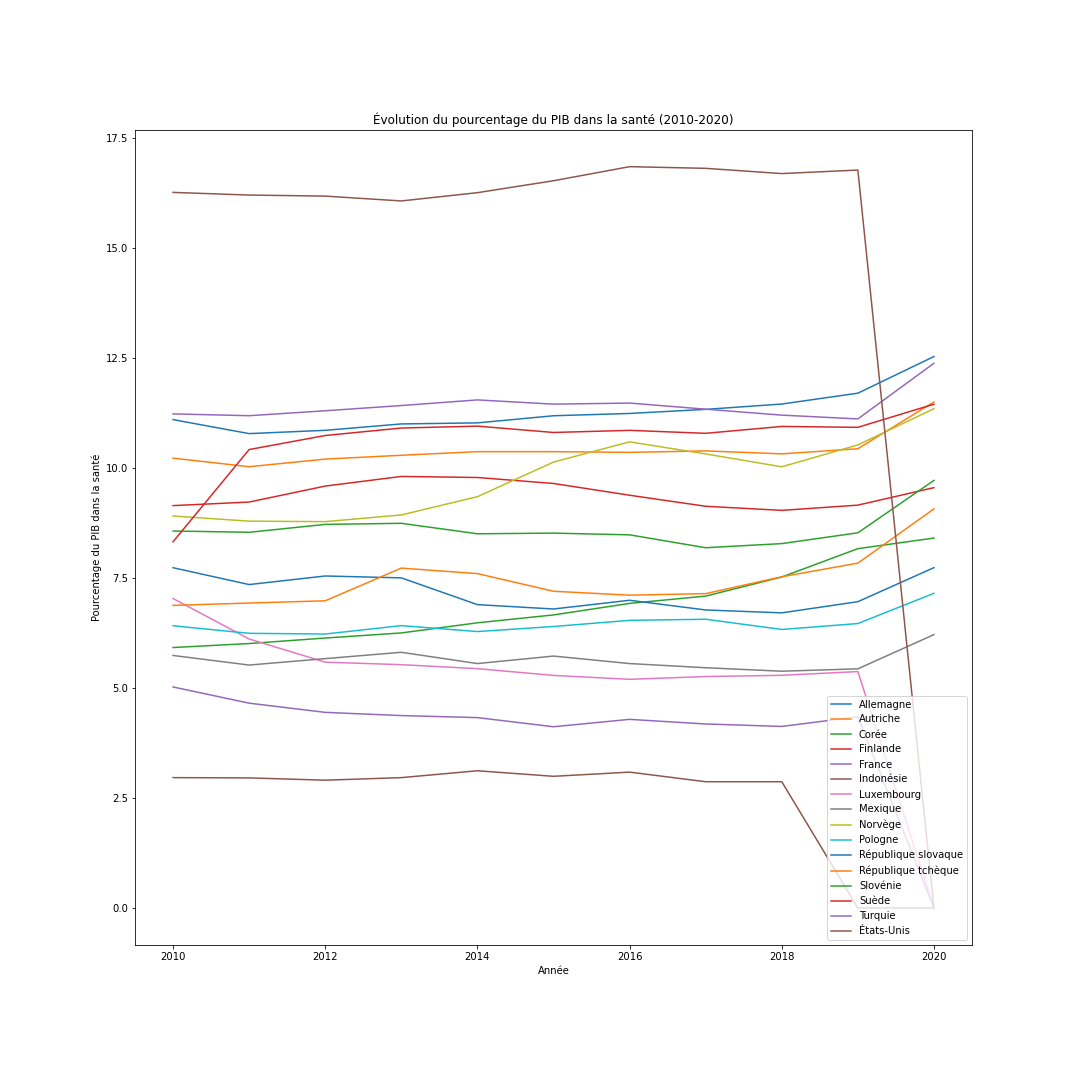 Évolution du pourcentage du PIB dans la santé (2010-2020)
Pourcentage du PIB dans la santé
17.5
15.0
12.5
10.0
7.5
5.0
2.5
0.0
Allemagne
Autriche
Corée
Finlande
France
Indonésie
Luxembourg
Mexique
Norvège
Pologne
République slovaque
République tchèque
Slovénie
Suède
Turquie
États-Unis
2010 2012 2014 2016 2018 2020
Année